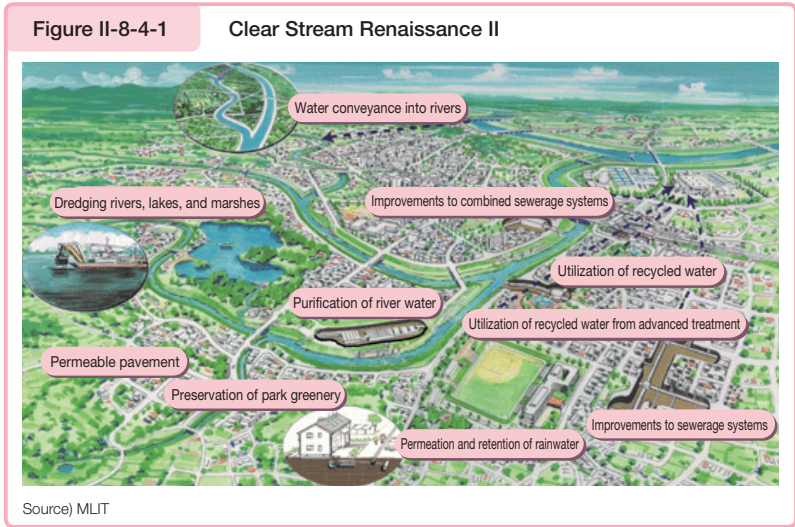 Figure II-8-4-1
Clear Stream Renaissance II
Water conveyance into rivers
Dredging rivers, lakes, and marshes
Improvements to combined sewerage systems
Utilization of recycled water
Purification of river water
Utilization of recycled water from advanced treatment
Permeable pavement
Preservation of park greenery
Improvements to sewerage systems
Permeation and retention of rainwater
Source) MLIT